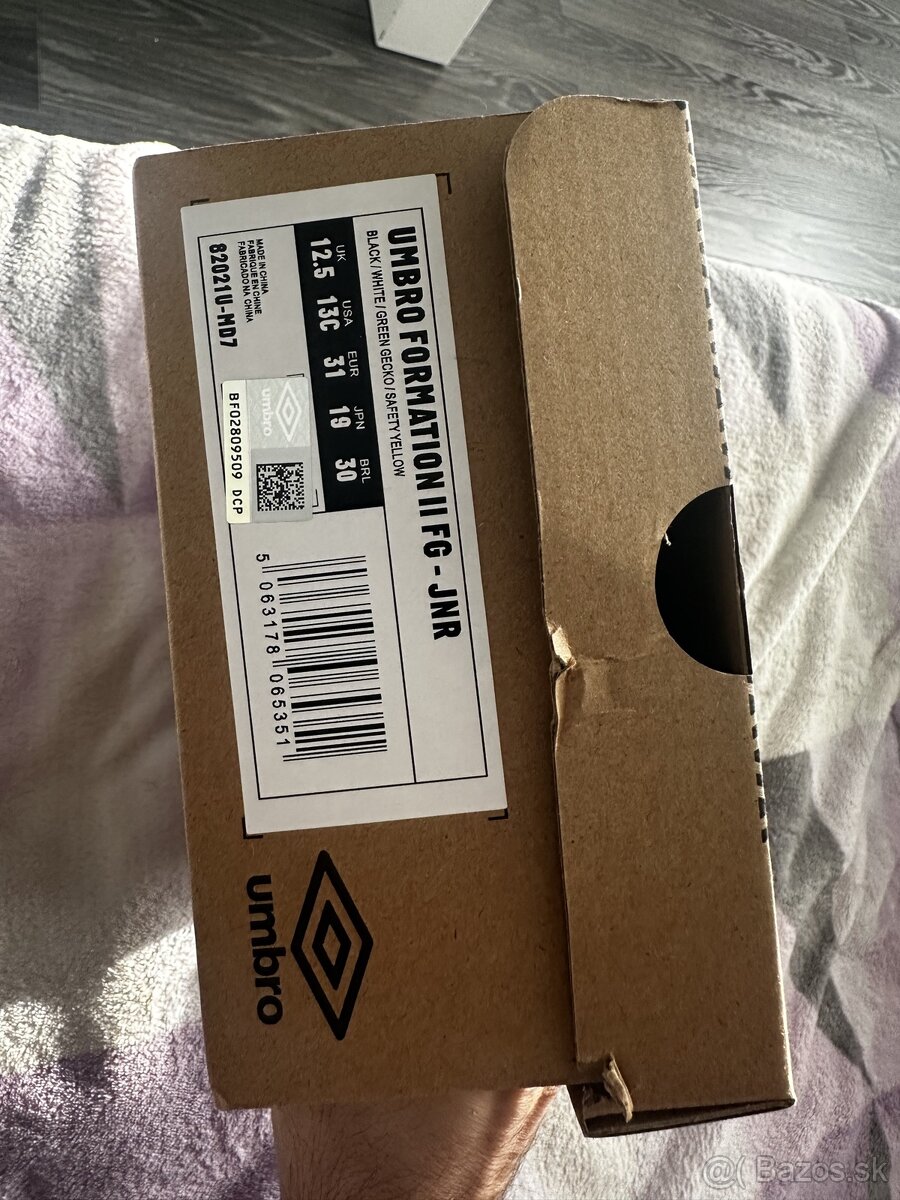 UMBRO FORMATION II FG - JNR
BLACK / WHITE / GREEN GECKO / SAFETY YELLOW
UK USA EUR JPN BRL
12.5 13C 31 19 30
MADE IN CHINA
FABRIQUE EN CHINE
FABRICADO NA CHINA
82021U-MD7
umbro
BF02809509 DCP
5 063178 065351
umbro
@( Bazos.sk